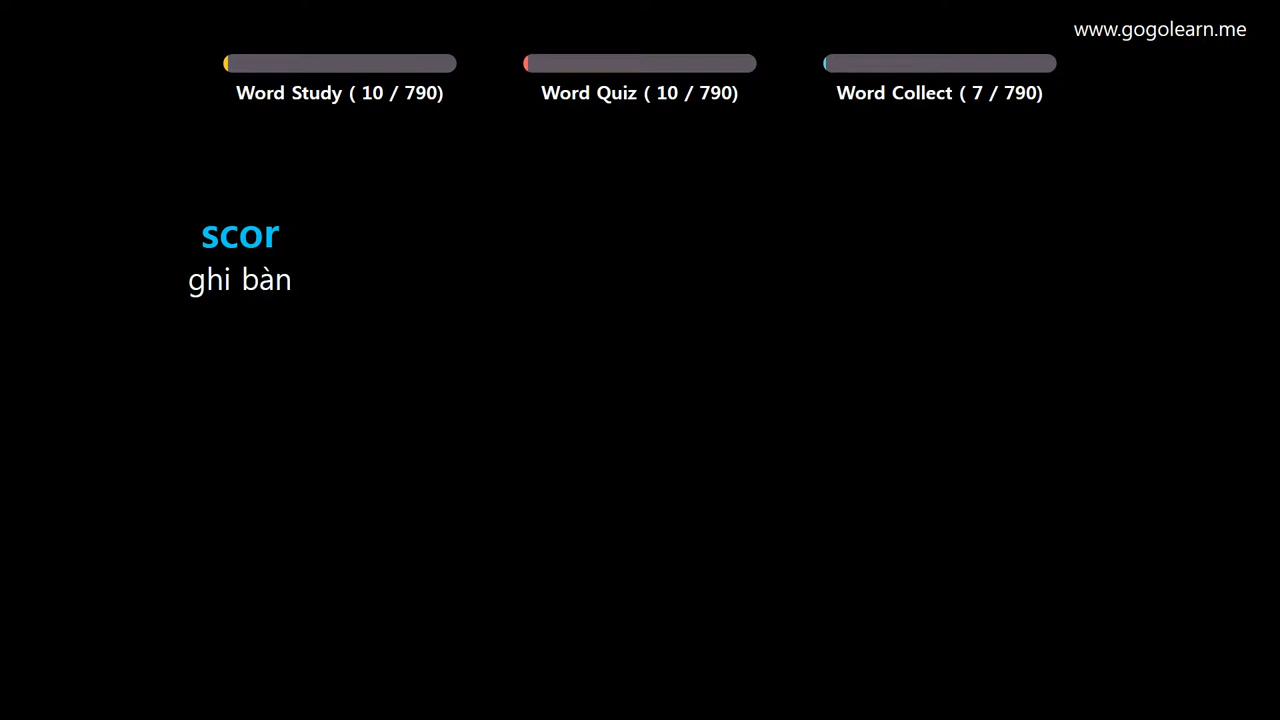 www.gogolearn.me
Word Study ( 10 / 790)
Word Quiz ( 10 / 790)
Word Collect ( 7 / 790)
scor
ghi bàn